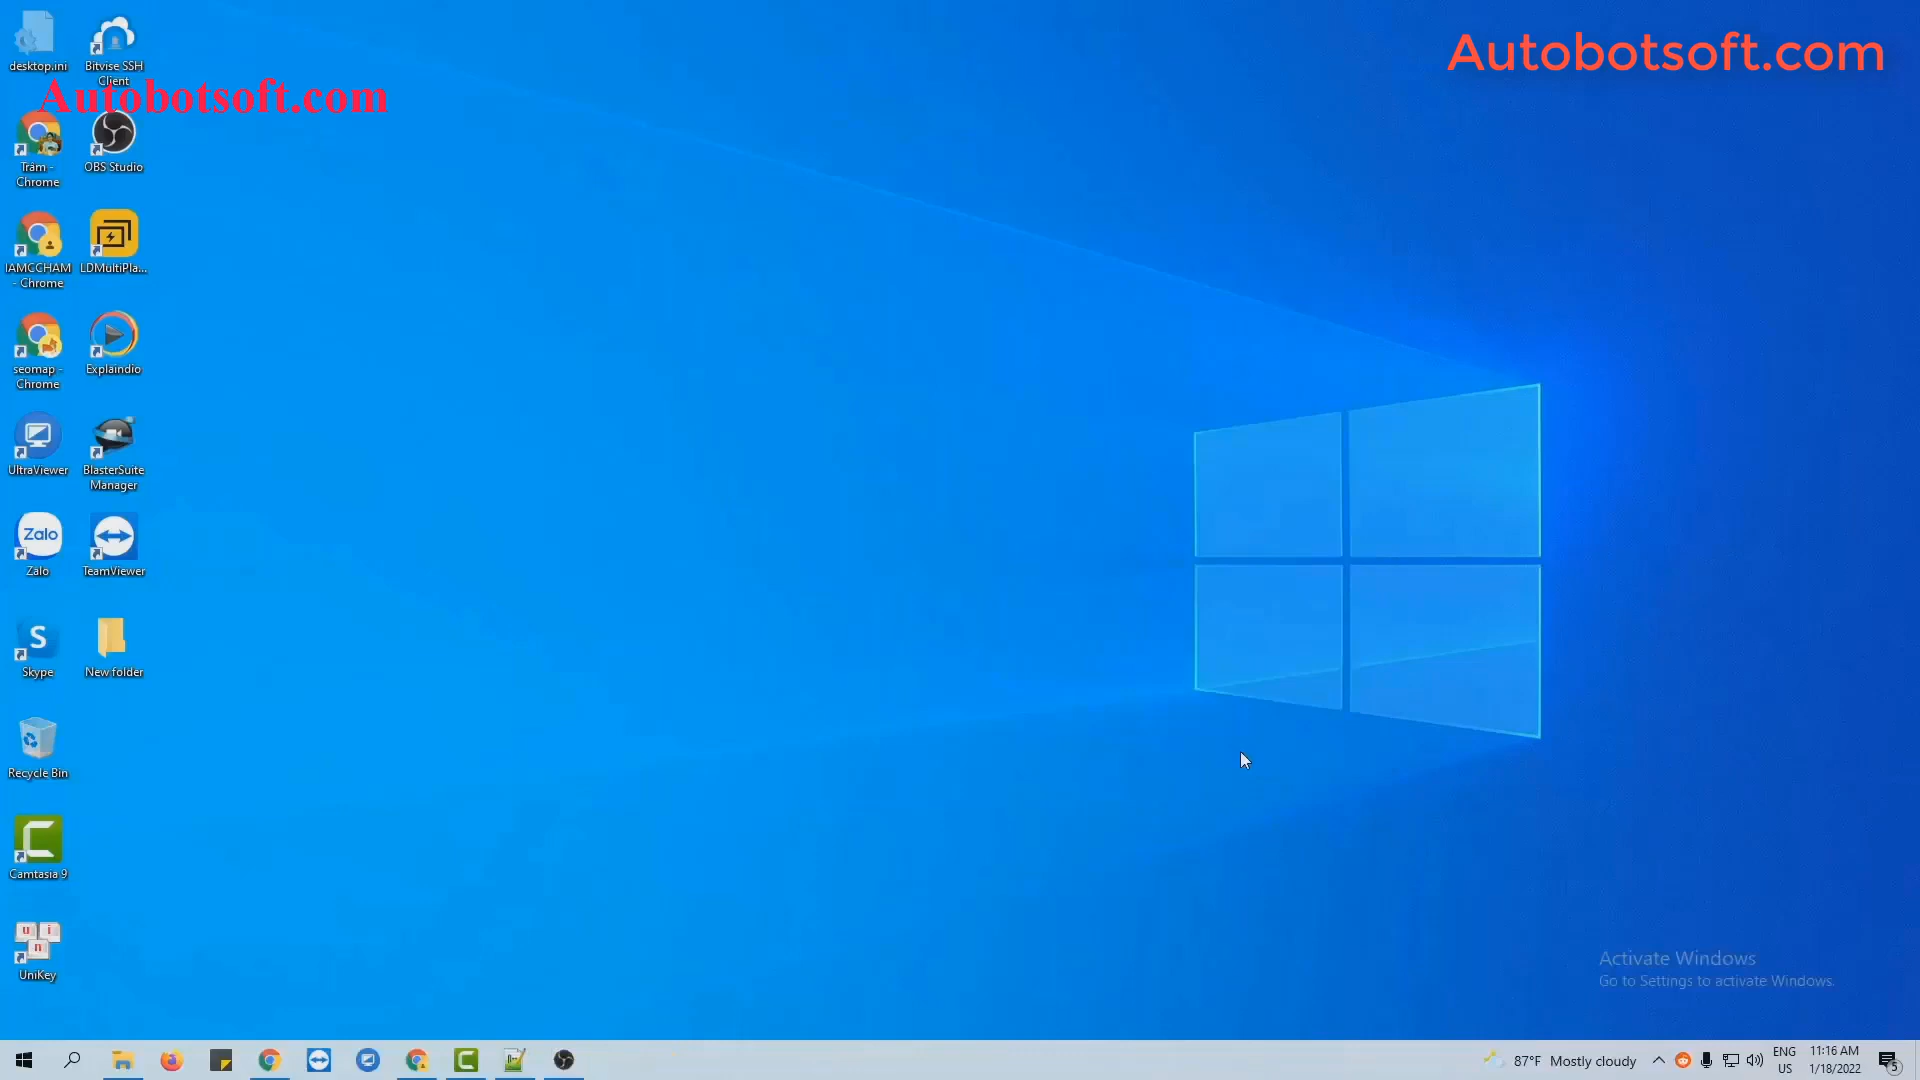 Autobotsoft.com
Autobotsoft.com
desktop.ini
Bitvise SSH
Client
Trâm -
Chrome
OBS Studio
IAMCCHAM
- Chrome
LDMultiPla...
seomap -
Chrome
Explaindio
UltraViewer
BlasterSuite
Manager
Zalo
Zalo
TeamViewer
S
Skype
New folder
Recycle Bin
C
Camtasia 9
u i
n
UniKey
Activate Windows
Go to Settings to activate Windows.
87°F Mostly cloudy
ENG
US
11:16 AM
1/18/2022
5